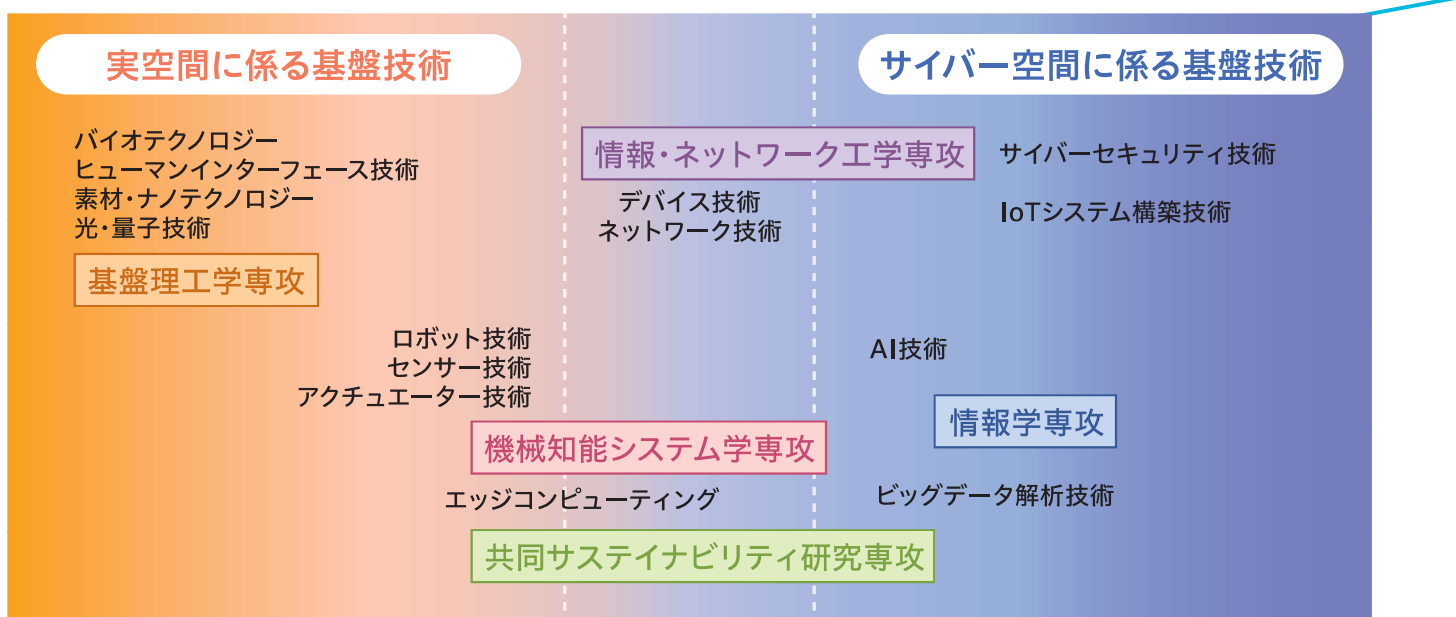 実空間に係る基盤技術
サイバー空間に係る基盤技術
バイオテクノロジー
ヒューマンインターフェース技術
素材・ナノテクノロジー
光・量子技術
基盤理工学専攻
情報・ネットワーク工学専攻
デバイス技術
ネットワーク技術
サイバーセキュリティ技術
IoTシステム構築技術
ロボット技術
センサー技術
アクチュエーター技術
機械知能システム学専攻
エッジコンピューティング
共同サステイナビリティ研究専攻
AI技術
情報学専攻
ビッグデータ解析技術